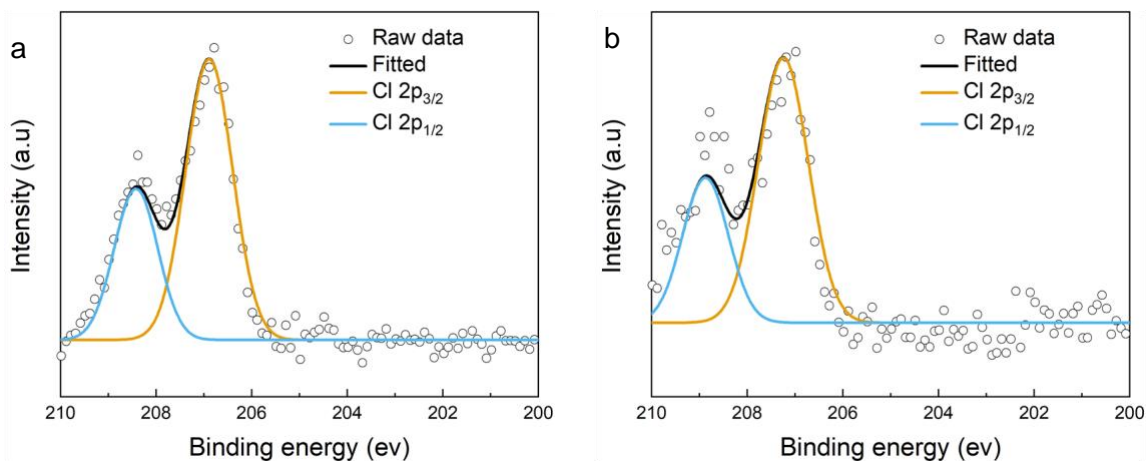 a
Raw data
Fitted
Cl 2p3/2
Cl 2p1/2
Intensity (a.u)
210 208 206 204 202 200
Binding energy (ev)
b
Raw data
Fitted
Cl 2p3/2
Cl 2p1/2
Intensity (a.u)
210 208 206 204 202 200
Binding energy (ev)